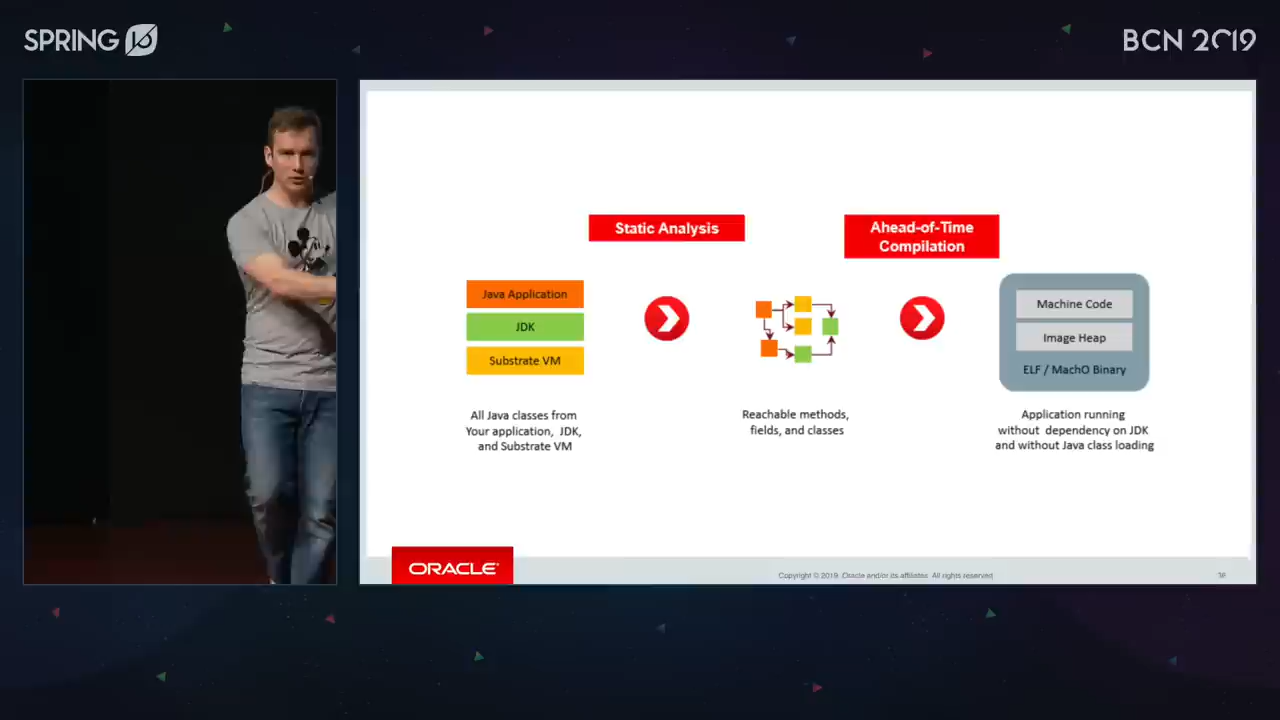 SPRING IO
BCN 2019
Static Analysis
Ahead-of-Time
Compilation
Java Application
JDK
Substrate VM
Machine Code
Image Heap
ELF / MachO Binary
All Java classes from
Your application, JDK,
and Substrate VM
Reachable methods,
fields, and classes
Application running
without dependency on JDK
and without Java class loading
ORACLE
Copyright © 2019, Oracle and/or its affiliates. All rights reserved.